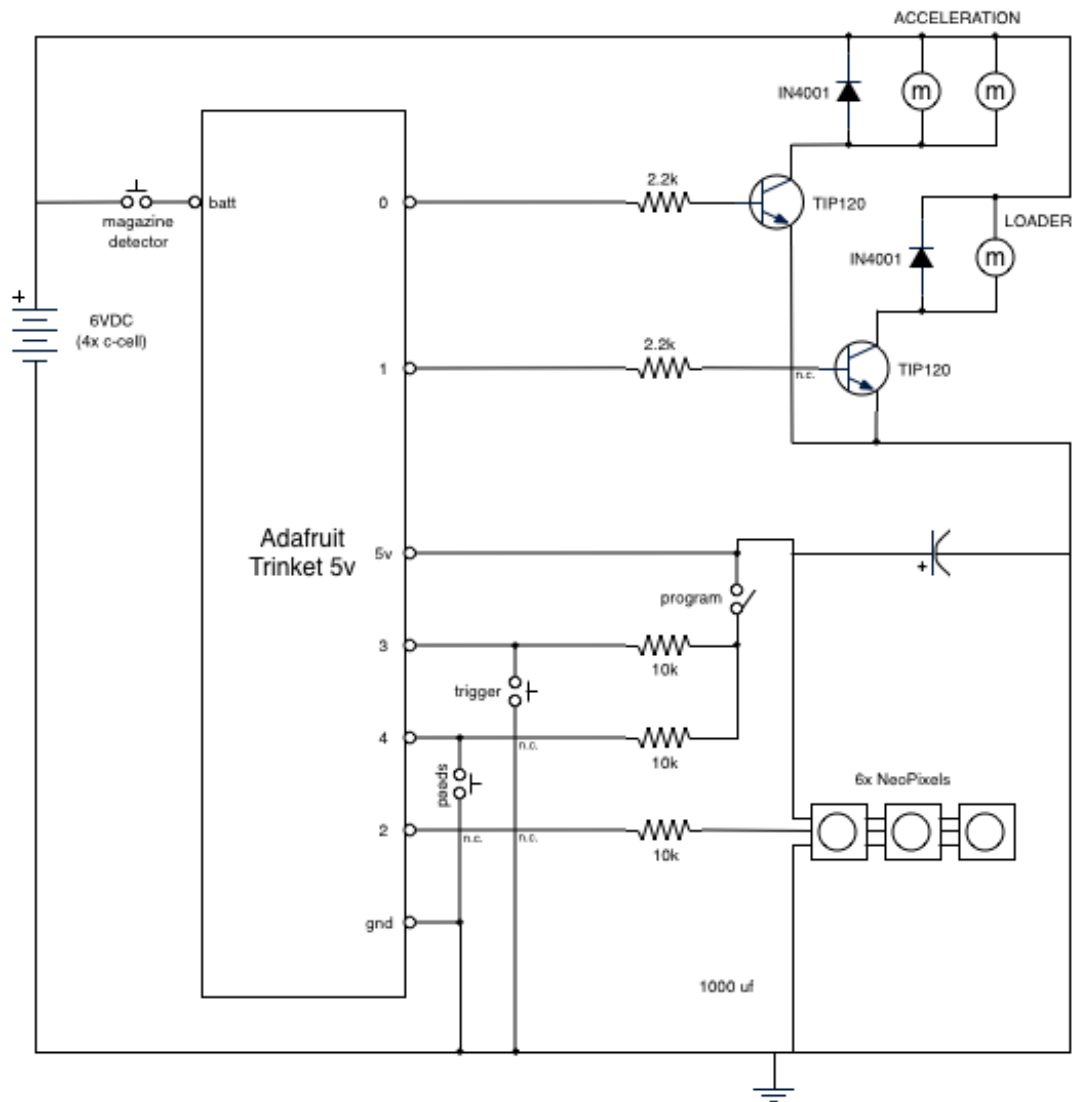 ACCELERATION
IN4001
m
m
2.2k
batt
0
TIP120
magazine
detector
LOADER
IN4001
m
+
6VDC
(4x c-cell)
2.2k
1
n.c.
TIP120
Adafruit
Trinket 5v
5v
+
program
3
10k
trigger
4
n.c.
10k
speed
6x NeoPixels
2
n.c.
n.c.
10k
gnd
1000 uf